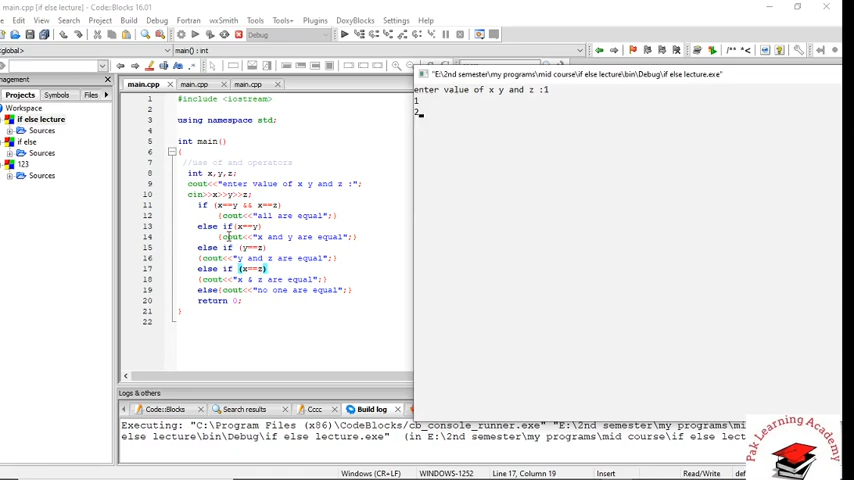 main.cpp [if else lecture] - Code::Blocks 16.01
Edit View Search Project Build Debug Fortran wxSmith Tools Tools+ Plugins DoxyBlocks Settings Help
Debug
<global> main() : int
Management
Projects Symbols Files
Workspace
if else lecture
Sources
if else
Sources
123
Sources
main.cpp main.cpp main.cpp
1 #include <iostream>
2
3 using namespace std;
4
5 int main()
6 {
7 //use of and operators
8 int x,y,z;
9 cout<<"enter value of x y and z :";
10 cin>>x>>y>>z;
11 if (x==y && x==z)
12 {cout<<"all are equal";}
13 else if(x==y)
14 {cout<<"x and y are equal";}
15 else if (y==z)
16 {cout<<"y and z are equal";}
17 else if (x==z)
18 {cout<<"x & z are equal";}
19 else{cout<<"no one are equal";}
20 return 0;
21 }
22
"E:\2nd semester\my programs\mid course\if else lecture\bin\Debug\if else lecture.exe"
enter value of x y and z :1
1
2
Logs & others
Code::Blocks Search results Cccc Build log
Executing: "C:\Program Files (x86)\CodeBlocks/cb_console_runner.exe" "E:\2nd semester\my programs\mid
else lecture\bin\Debug\if else lecture.exe" (in E:\2nd semester\my programs\mid course\if else lect
Windows (CR+LF) WINDOWS-1252 Line 17, Column 19 Insert Read/Write def
Pak Learning Academy